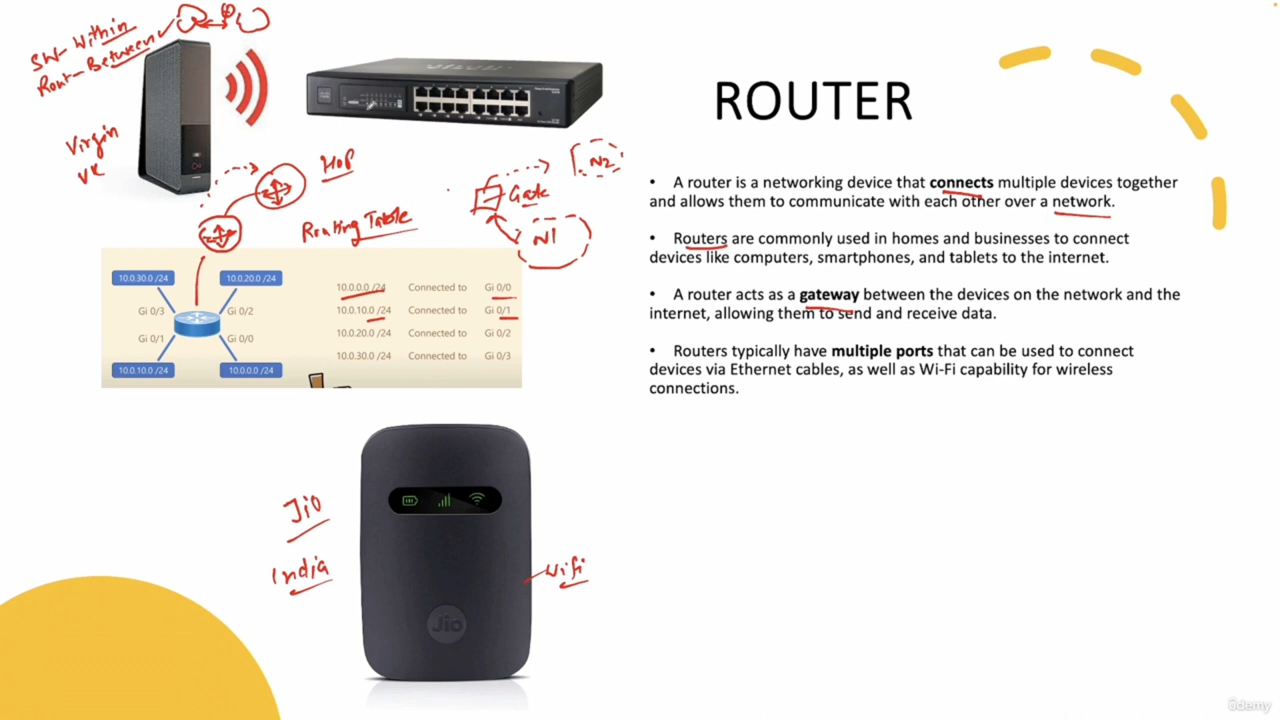 SW- Within
Rout- Between
Virgin
VK
HOP
Routing Table
Gate
N2
N1
10.0.30.0 /24
10.0.20.0 /24
Gi 0/3
Gi 0/2
Gi 0/1
Gi 0/0
10.0.10.0 /24
10.0.0.0 /24
10.0.0.0 /24 Connected to Gi 0/0
10.0.10.0 /24 Connected to Gi 0/1
10.0.20.0 /24 Connected to Gi 0/2
10.0.30.0 /24 Connected to Gi 0/3
Jio
India
Wifi
Jio
ROUTER
• A router is a networking device that connects multiple devices together
and allows them to communicate with each other over a network.
• Routers are commonly used in homes and businesses to connect
devices like computers, smartphones, and tablets to the internet.
• A router acts as a gateway between the devices on the network and the
internet, allowing them to send and receive data.
• Routers typically have multiple ports that can be used to connect
devices via Ethernet cables, as well as Wi-Fi capability for wireless
connections.
ûdemy